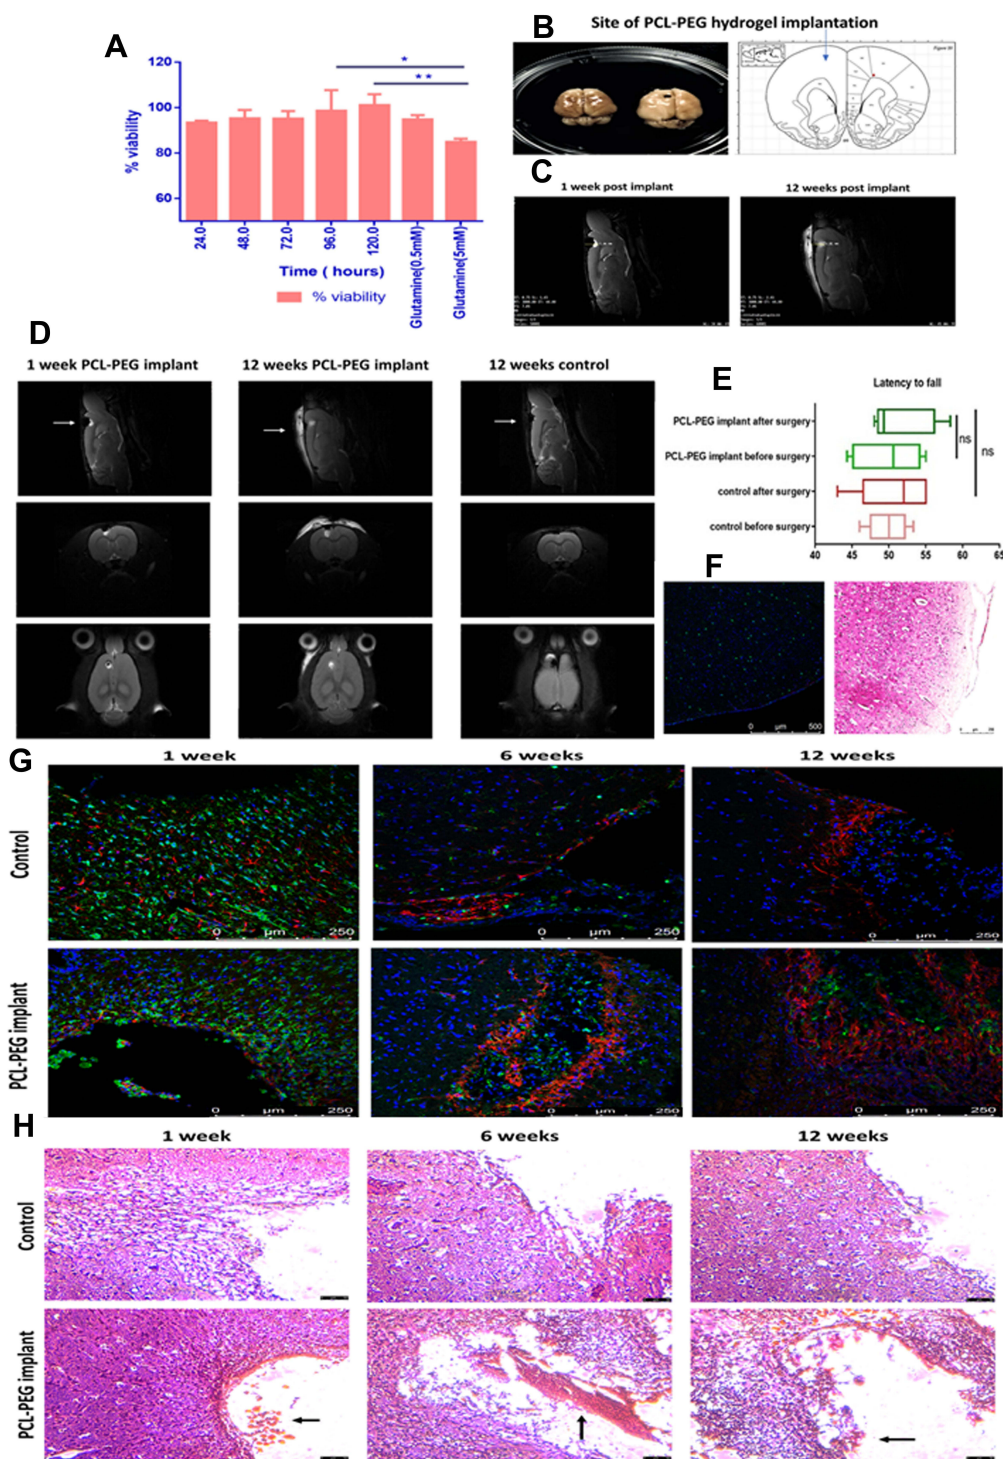 A
120
100
80
60
% viability
*
**
24.0
48.0
72.0
96.0
120.0
Glutamine(0.5mM)
Glutamine(5mM)
Time ( hours)
% viability
B
Site of PCL-PEG hydrogel implantation
C
1 week post implant
12 weeks post implant
D
1 week PCL-PEG implant
12 weeks PCL-PEG implant
12 weeks control
E
Latency to fall
PCL-PEG implant after surgery
PCL-PEG implant before surgery
control after surgery
control before surgery
ns
ns
40
45
50
55
60
65
F
0 µm 500
G
1 week
6 weeks
12 weeks
Control
0 µm 250
0 µm 250
0 µm 250
PCL-PEG implant
0 µm 250
0 µm 250
0 µm 250
H
1 week
6 weeks
12 weeks
Control
PCL-PEG implant